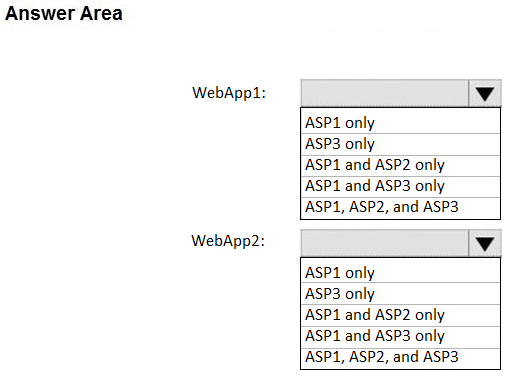 Answer Area
WebApp1:
ASP1 only
ASP3 only
ASP1 and ASP2 only
ASP1 and ASP3 only
ASP1, ASP2, and ASP3
WebApp2:
ASP1 only
ASP3 only
ASP1 and ASP2 only
ASP1 and ASP3 only
ASP1, ASP2, and ASP3